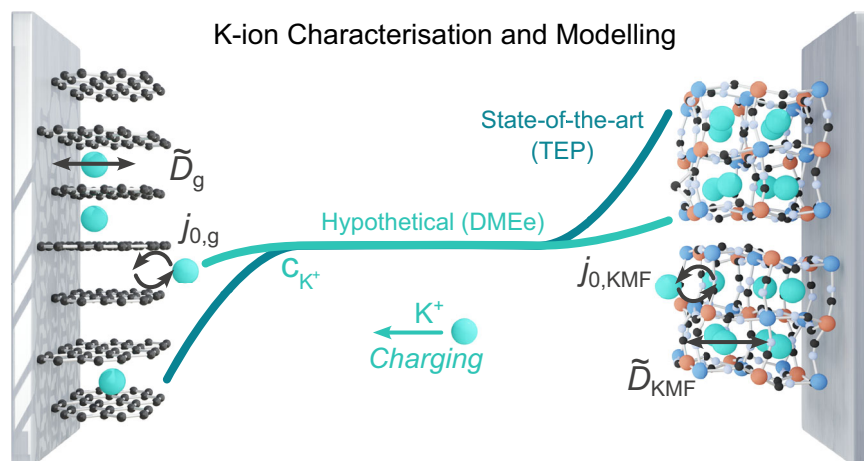 K-ion Characterisation and Modelling
State-of-the-art
(TEP)
D̃g
j0,g
Hypothetical (DMEe)
cK+
j0,KMF
K+
Charging
D̃KMF